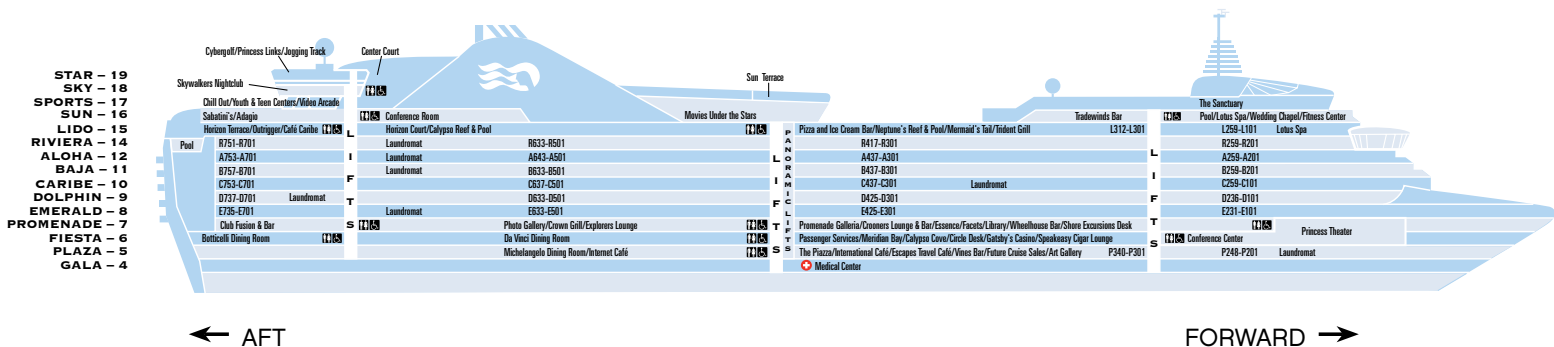 Cybergolf/Princess Links/Jogging Track
Center Court
STAR – 19
Sun Terrace
SKY – 18
Skywalkers Nightclub
SPORTS – 17
Chill Out/Youth & Teen Centers/Video Arcade
The Sanctuary
SUN – 16
Sabatini's/Adagio
Conference Room
Movies Under the Stars
Tradewinds Bar
Pool/Lotus Spa/Wedding Chapel/Fitness Center
LIDO – 15
Horizon Terrace/Outrigger/Café Caribe
Horizon Court/Calypso Reef & Pool
Pizza and Ice Cream Bar/Neptune's Reef & Pool/Mermaid's Tail/Trident Grill
L312-L301
L259-L101
Lotus Spa
RIVIERA – 14
Pool
R751-R701
Laundromat
R633-R501
R417-R301
R259-R201
ALOHA – 12
A753-A701
Laundromat
A643-A501
A437-A301
A259-A201
BAJA – 11
B757-B701
Laundromat
B633-B501
B437-B301
B259-B201
CARIBE – 10
C753-C701
C637-C501
C437-C301
Laundromat
C259-C101
DOLPHIN – 9
D737-D701
Laundromat
D633-D501
D425-D301
D236-D101
EMERALD – 8
E735-E701
Laundromat
E633-E501
E425-E301
E231-E101
PROMENADE – 7
Club Fusion & Bar
Photo Gallery/Crown Grill/Explorers Lounge
Promenade Galleria/Crooners Lounge & Bar/Essence/Facets/Library/Wheelhouse Bar/Shore Excursions Desk
Princess Theater
FIESTA – 6
Botticelli Dining Room
Da Vinci Dining Room
Passenger Services/Meridian Bay/Calypso Cove/Circle Desk/Gatsby's Casino/Speakeasy Cigar Lounge
Conference Center
PLAZA – 5
Michelangelo Dining Room/Internet Café
The Piazza/International Café/Escapes Travel Café/Vines Bar/Future Cruise Sales/Art Gallery
P340-P301
P248-P201
Laundromat
GALA – 4
Medical Center
LIFTS
LIFTS
PANORAMIC LIFTS
LIFTS
AFT
FORWARD